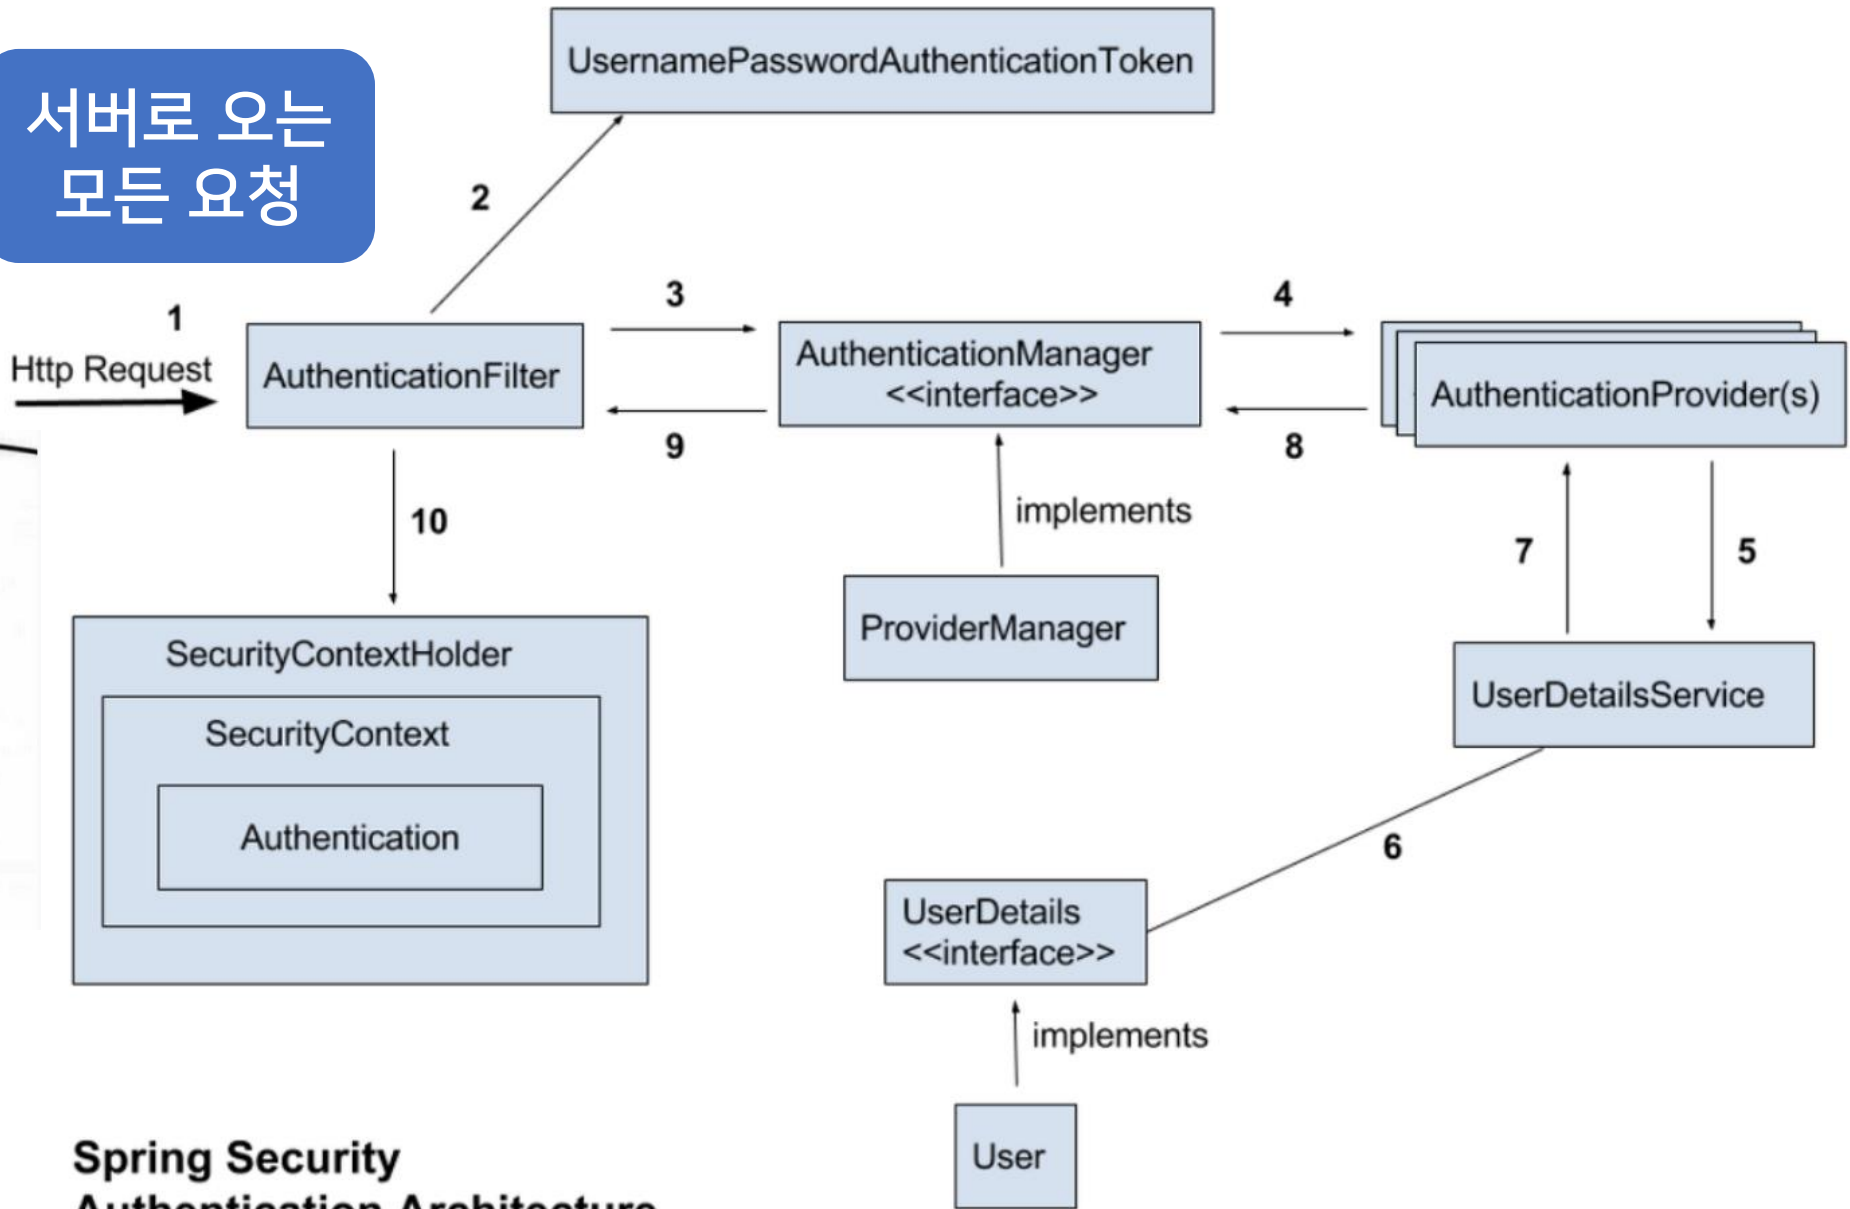 서버로 오는
모든 요청
UsernamePasswordAuthenticationToken
2
1
3
4
Http Request
AuthenticationFilter
AuthenticationManager
<<interface>>
AuthenticationProvider(s)
9
8
10
implements
7
5
SecurityContextHolder
ProviderManager
SecurityContext
UserDetailsService
Authentication
6
UserDetails
<<interface>>
implements
User
Spring Security
Authentication Architecture